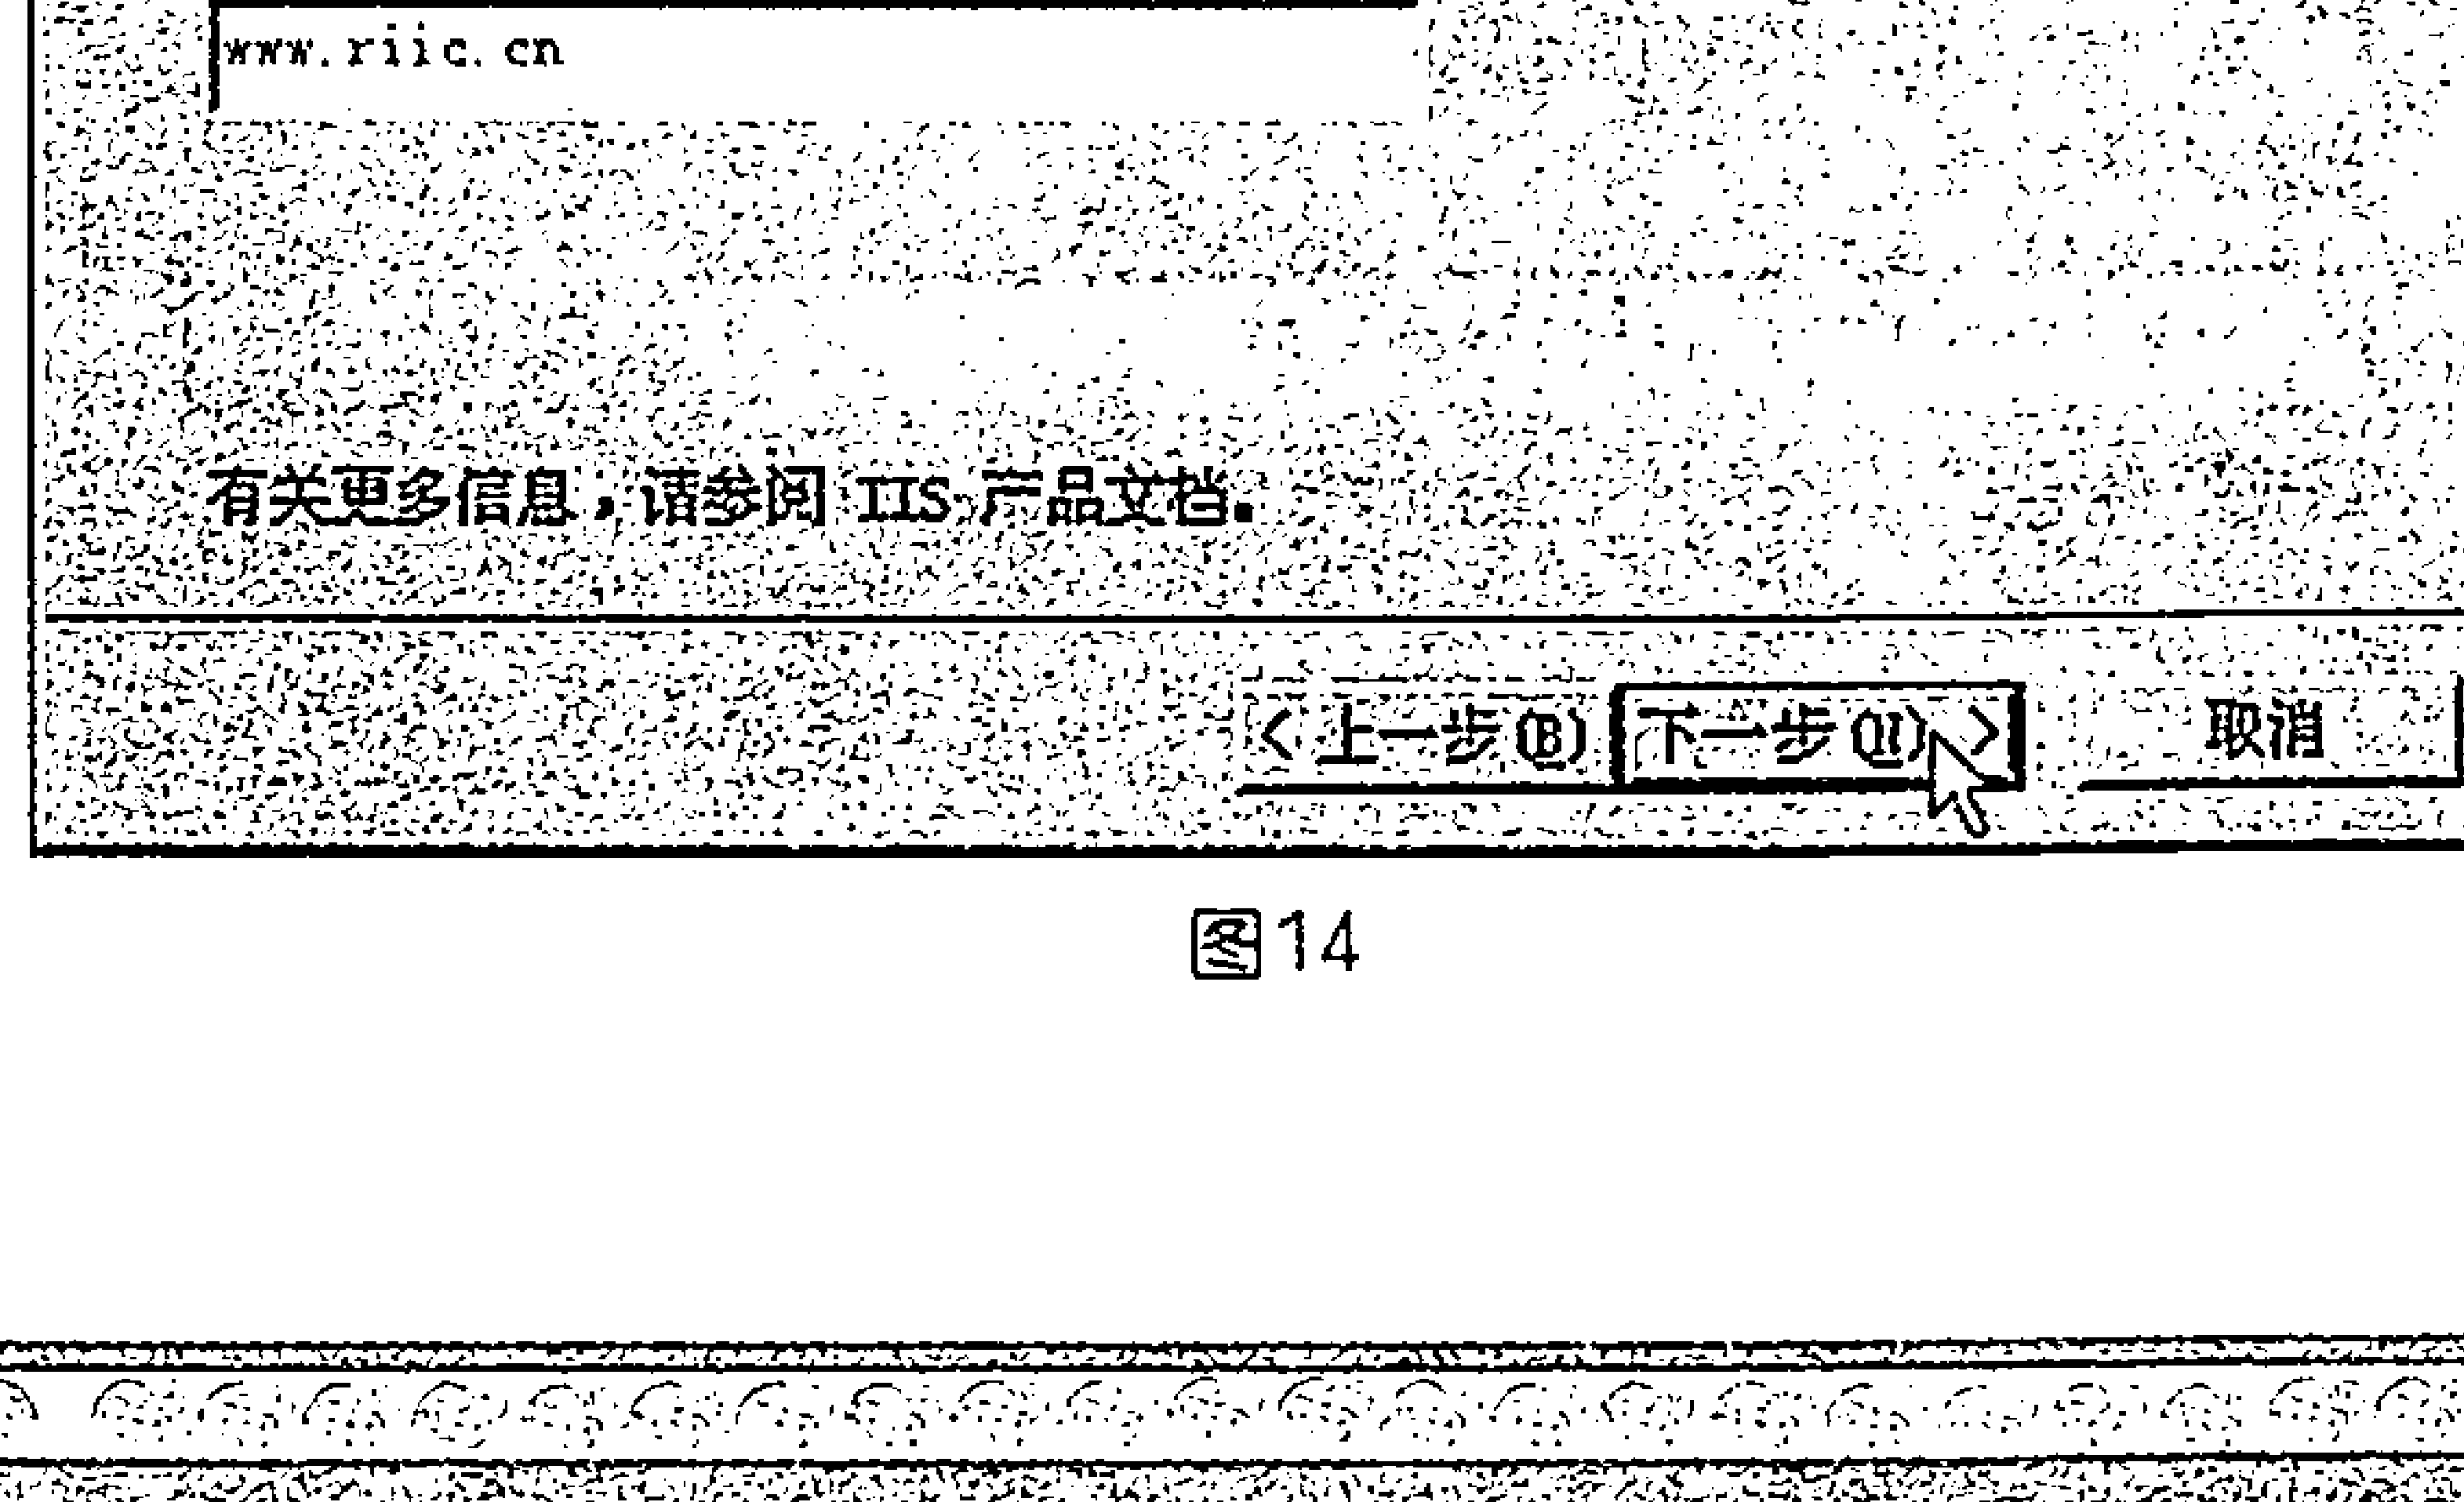 www.riic.cn
有关更多信息，请参阅 IIS 产品文档。
< 上一步(B) 下一步(N) > 取消
图14